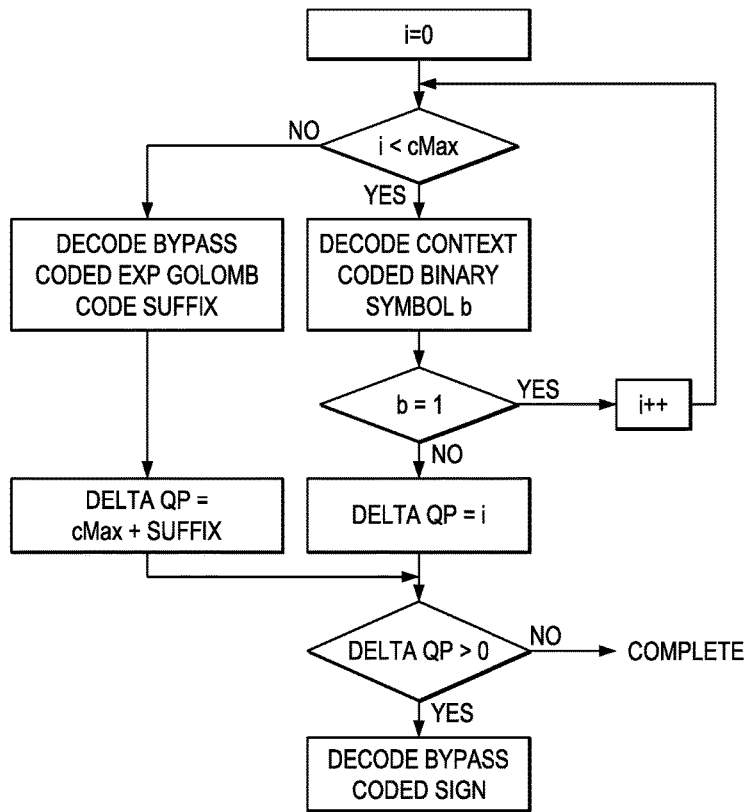 i=0
NO
i < cMax
YES
DECODE BYPASS
CODED EXP GOLOMB
CODE SUFFIX
DECODE CONTEXT
CODED BINARY
SYMBOL b
b = 1
YES
i++
NO
DELTA QP =
cMax + SUFFIX
DELTA QP = i
DELTA QP > 0
NO
COMPLETE
YES
DECODE BYPASS
CODED SIGN